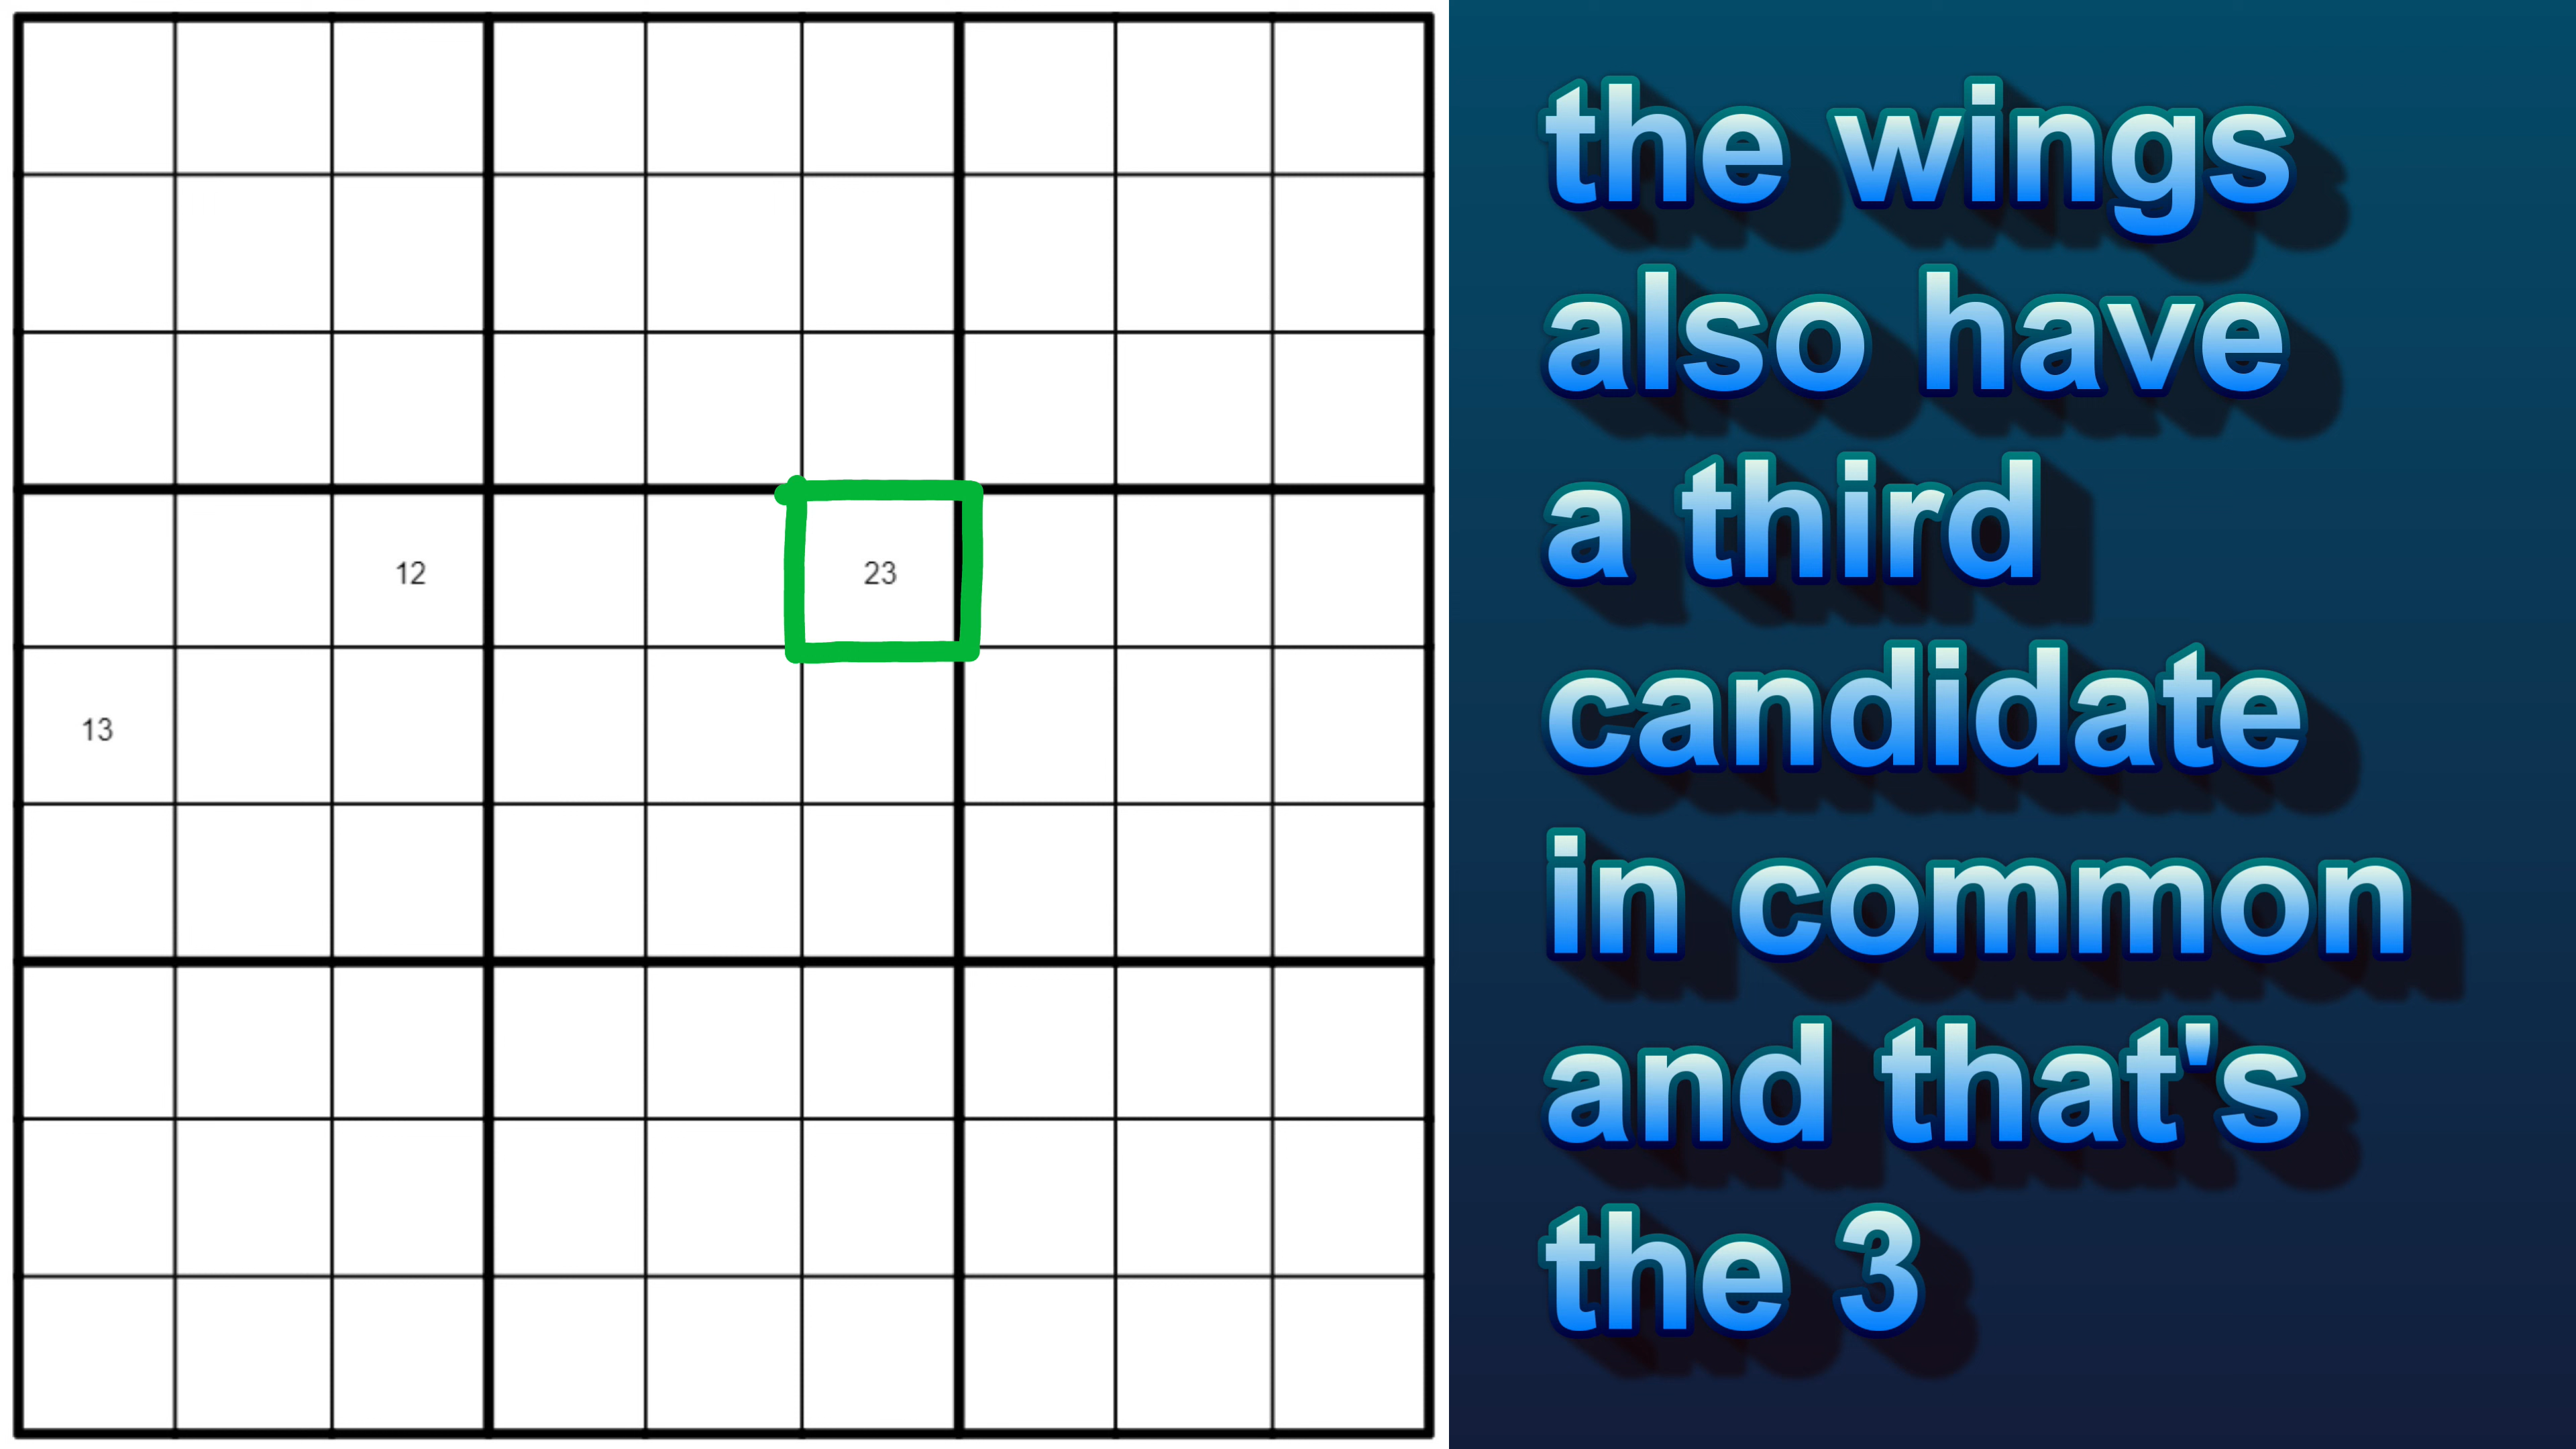 12
23
13
the wings
also have
a third
candidate
in common
and that's
the 3